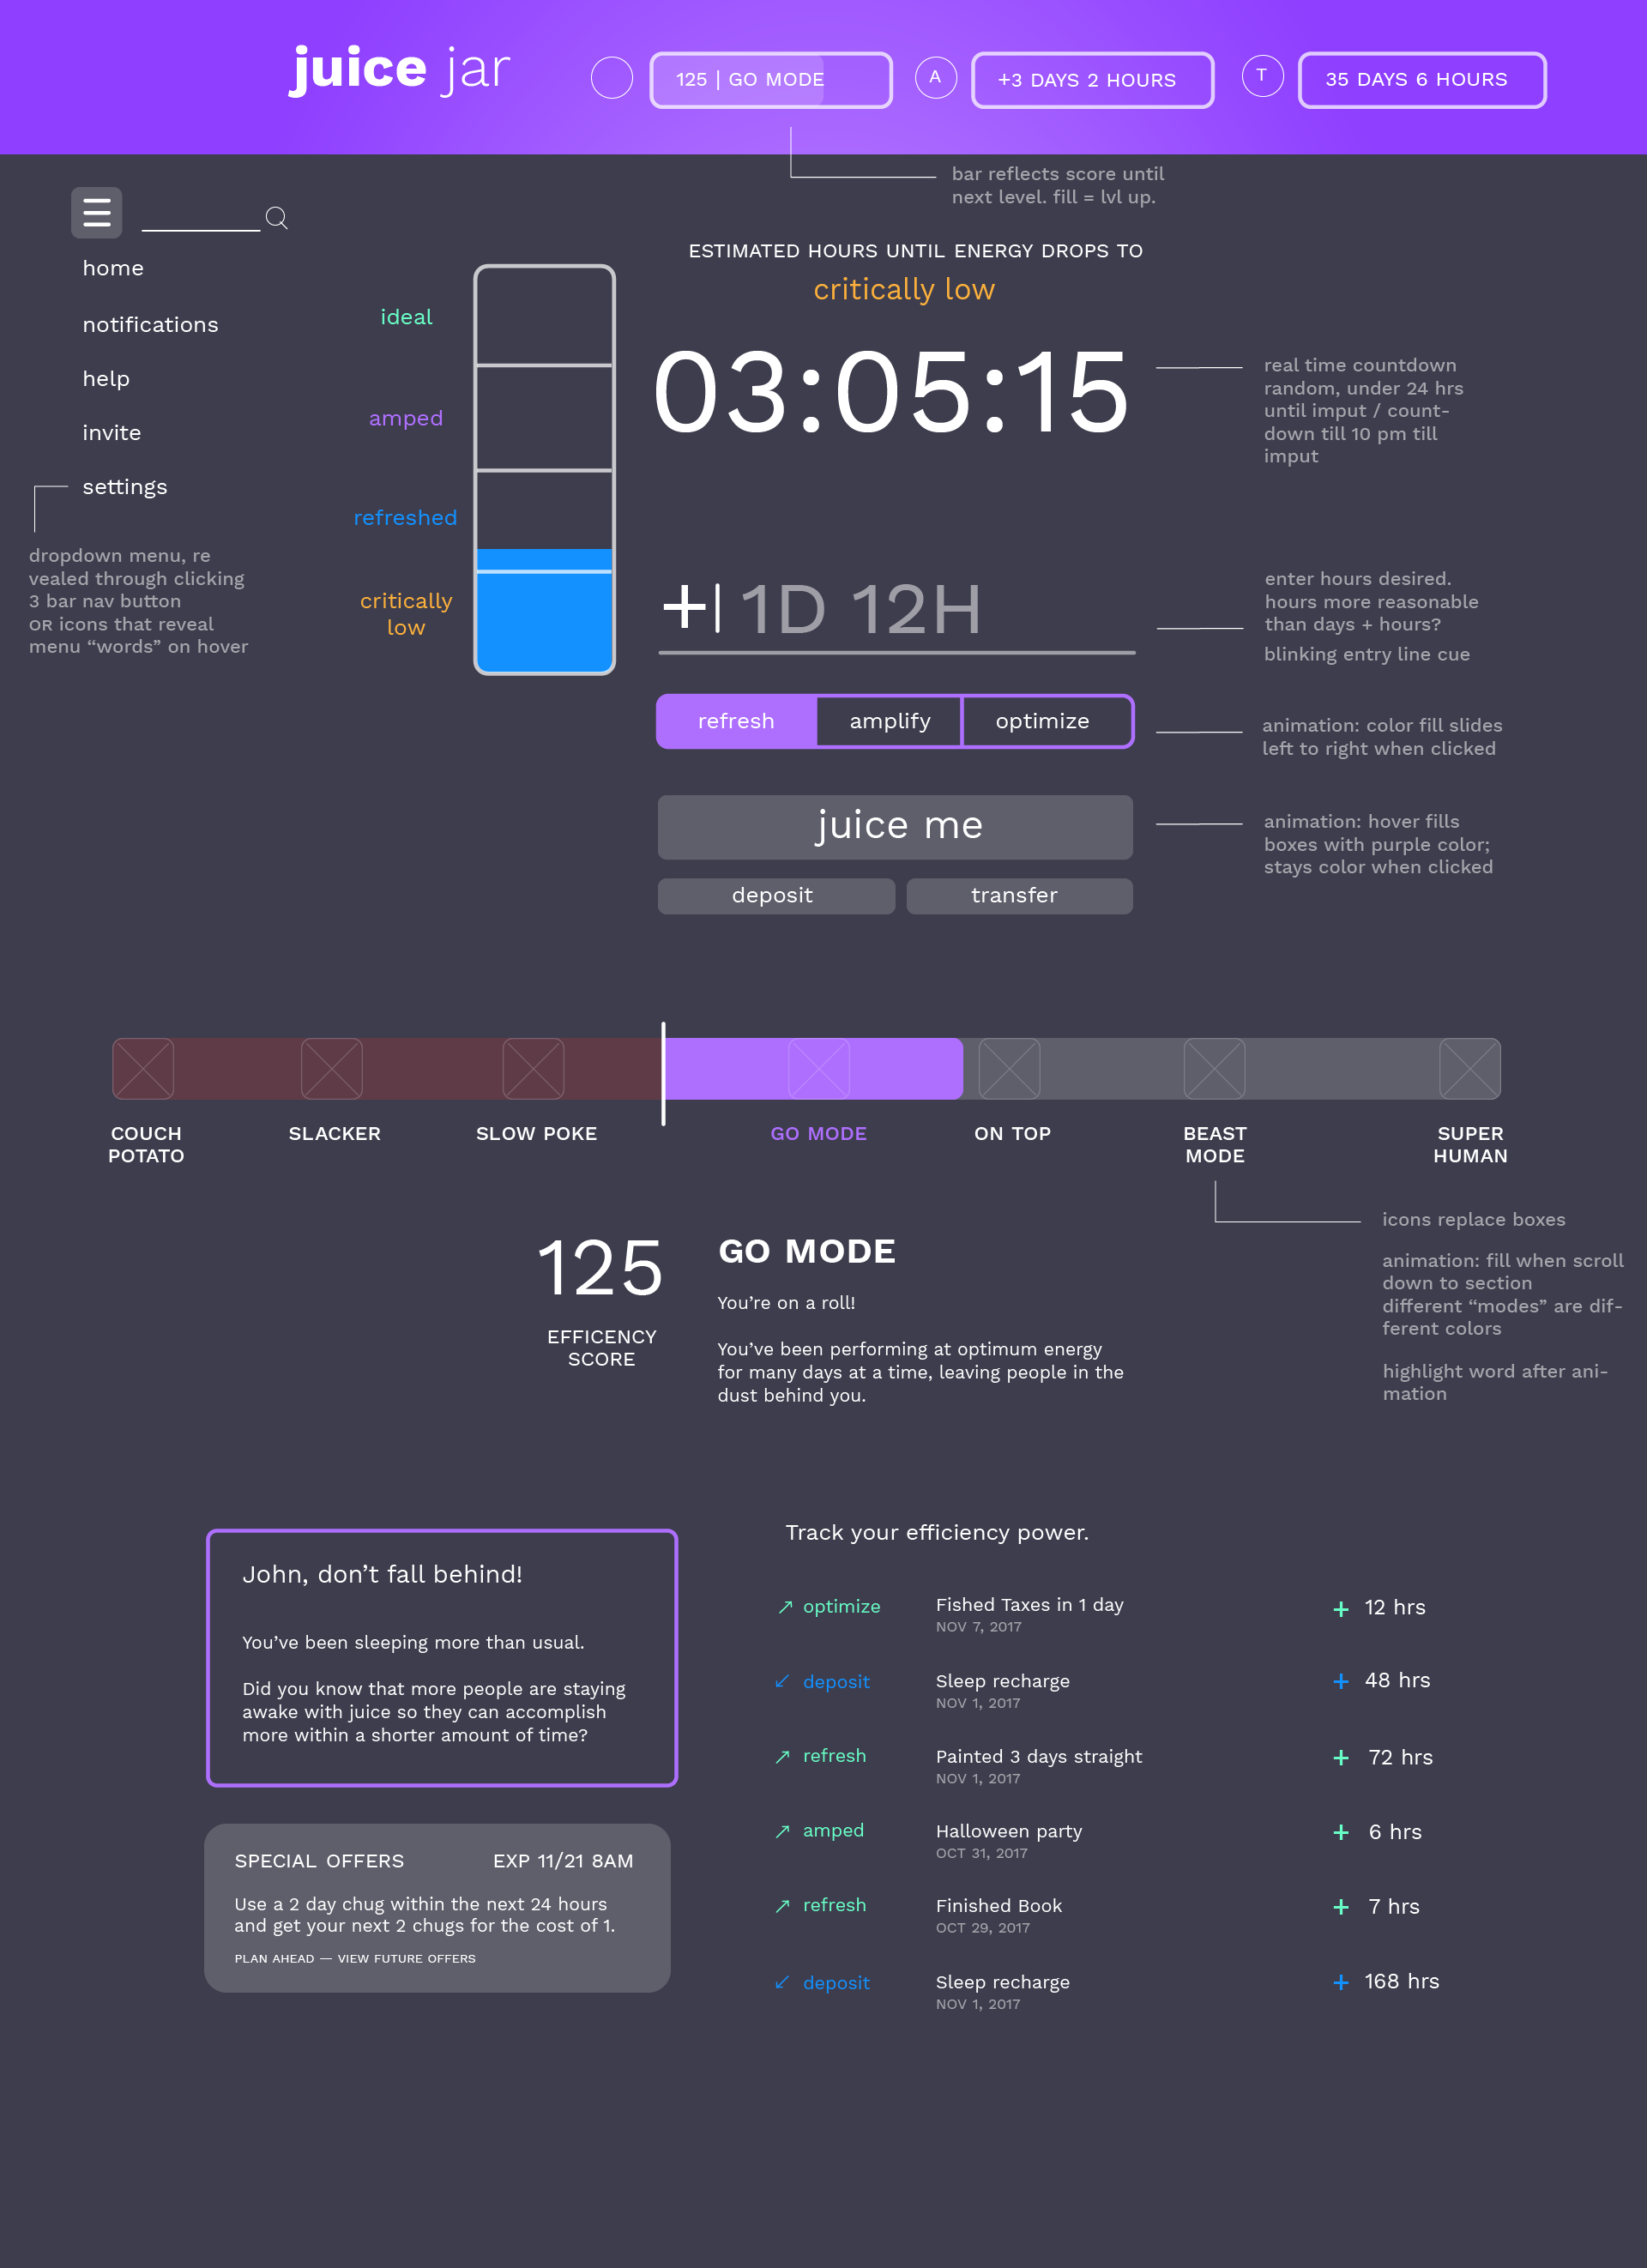 juice jar
125 | GO MODE
A
+3 DAYS 2 HOURS
T
35 DAYS 6 HOURS
bar reflects score until
next level. fill = lvl up.
home
notifications
help
invite
settings
dropdown menu, re
vealed through clicking
3 bar nav button
OR icons that reveal
menu “words” on hover
ideal
amped
refreshed
critically
low
ESTIMATED HOURS UNTIL ENERGY DROPS TO
critically low
03:05:15
real time countdown
random, under 24 hrs
until imput / count-
down till 10 pm till
imput
+| 1D 12H
enter hours desired.
hours more reasonable
than days + hours?
blinking entry line cue
refresh
amplify
optimize
animation: color fill slides
left to right when clicked
juice me
deposit
transfer
animation: hover fills
boxes with purple color;
stays color when clicked
COUCH
POTATO
SLACKER
SLOW POKE
GO MODE
ON TOP
BEAST
MODE
SUPER
HUMAN
icons replace boxes
animation: fill when scroll
down to section
different “modes” are dif-
ferent colors
highlight word after ani-
mation
125
EFFICENCY
SCORE
GO MODE
You’re on a roll!
You’ve been performing at optimum energy
for many days at a time, leaving people in the
dust behind you.
John, don’t fall behind!
You’ve been sleeping more than usual.
Did you know that more people are staying
awake with juice so they can accomplish
more within a shorter amount of time?
SPECIAL OFFERS
EXP 11/21 8AM
Use a 2 day chug within the next 24 hours
and get your next 2 chugs for the cost of 1.
PLAN AHEAD — VIEW FUTURE OFFERS
Track your efficiency power.
↗ optimize
Fished Taxes in 1 day
NOV 7, 2017
+ 12 hrs
↙ deposit
Sleep recharge
NOV 1, 2017
+ 48 hrs
↗ refresh
Painted 3 days straight
NOV 1, 2017
+ 72 hrs
↗ amped
Halloween party
OCT 31, 2017
+ 6 hrs
↗ refresh
Finished Book
OCT 29, 2017
+ 7 hrs
↙ deposit
Sleep recharge
NOV 1, 2017
+ 168 hrs